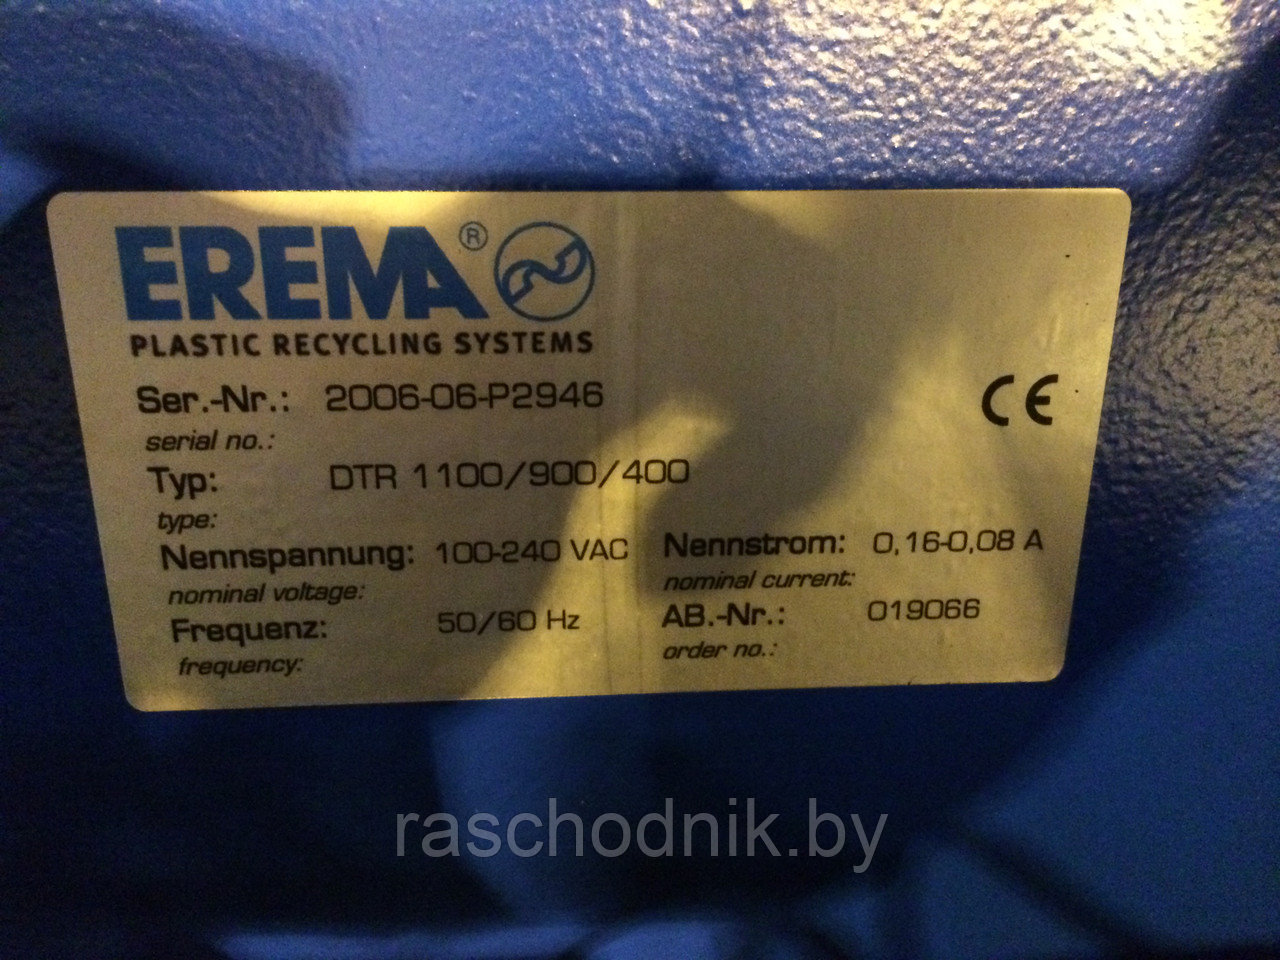 EREMA®
PLASTIC RECYCLING SYSTEMS
Ser.-Nr.: 2006-06-P2946
serial no.:
CE
Typ: DTR 1100/900/400
type:
Nennspannung: 100-240 VAC Nennstrom: 0,16-0,08 A
nominal voltage: nominal current:
Frequenz: 50/60 Hz AB.-Nr.: 019066
frequency: order no.:
raschodnik.by